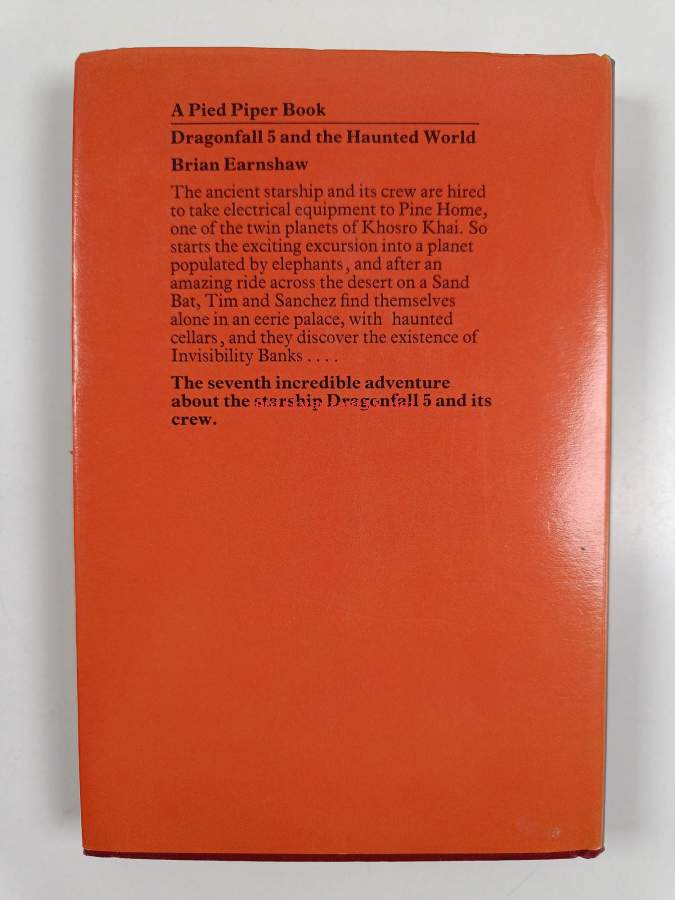 A Pied Piper Book
Dragonfall 5 and the Haunted World
Brian Earnshaw
The ancient starship and its crew are hired
to take electrical equipment to Pine Home,
one of the twin planets of Khosro Khai. So
starts the exciting excursion into a planet
populated by elephants, and after an
amazing ride across the desert on a Sand
Bat, Tim and Sanchez find themselves
alone in an eerie palace, with haunted
cellars, and they discover the existence of
Invisibility Banks . . . .
The seventh incredible adventure
about the starship Dragonfall 5 and its
crew.